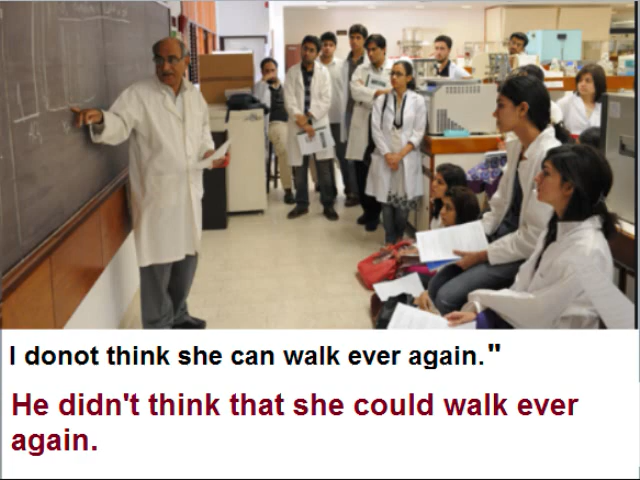 I donot think she can walk ever again."
He didn't think that she could walk ever
again.